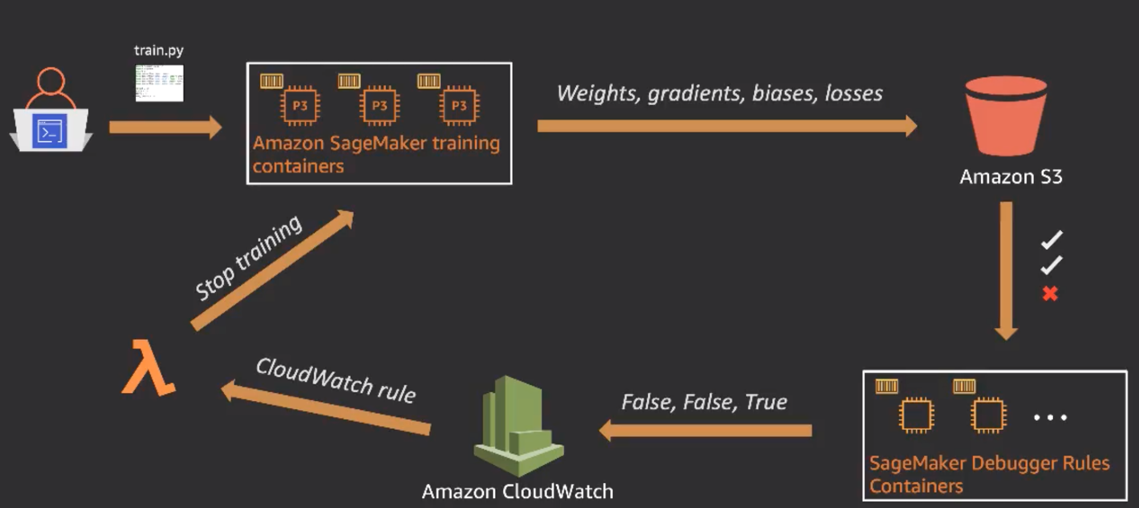 train.py
P3
P3
P3
Amazon SageMaker training
containers
Weights, gradients, biases, losses
Amazon S3
Stop training
CloudWatch rule
Amazon CloudWatch
False, False, True
SageMaker Debugger Rules
Containers